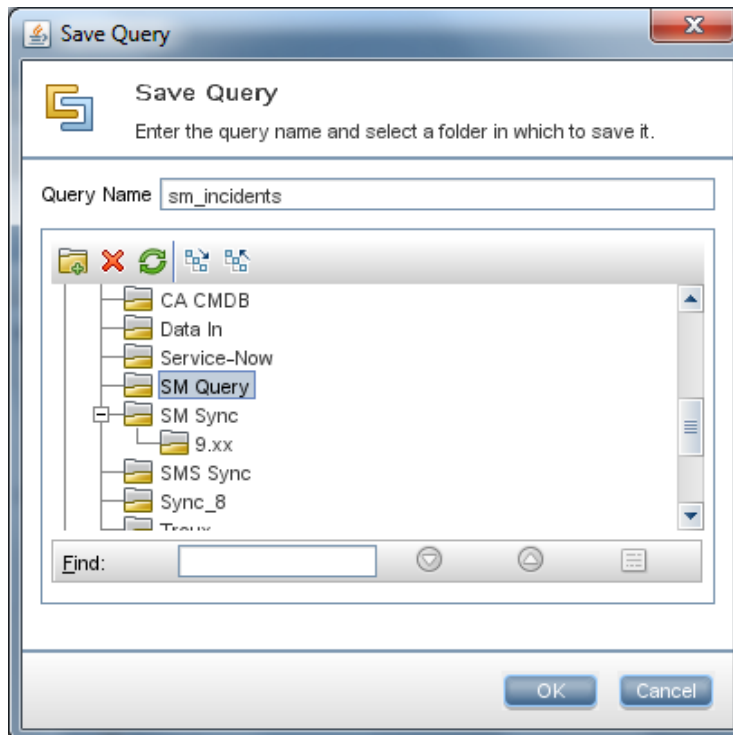 Save Query
Save Query
Enter the query name and select a folder in which to save it.
Query Name sm_incidents
CA CMDB
Data In
Service-Now
SM Query
SM Sync
9.xx
SMS Sync
Sync_8
Troux
Find:
OK Cancel